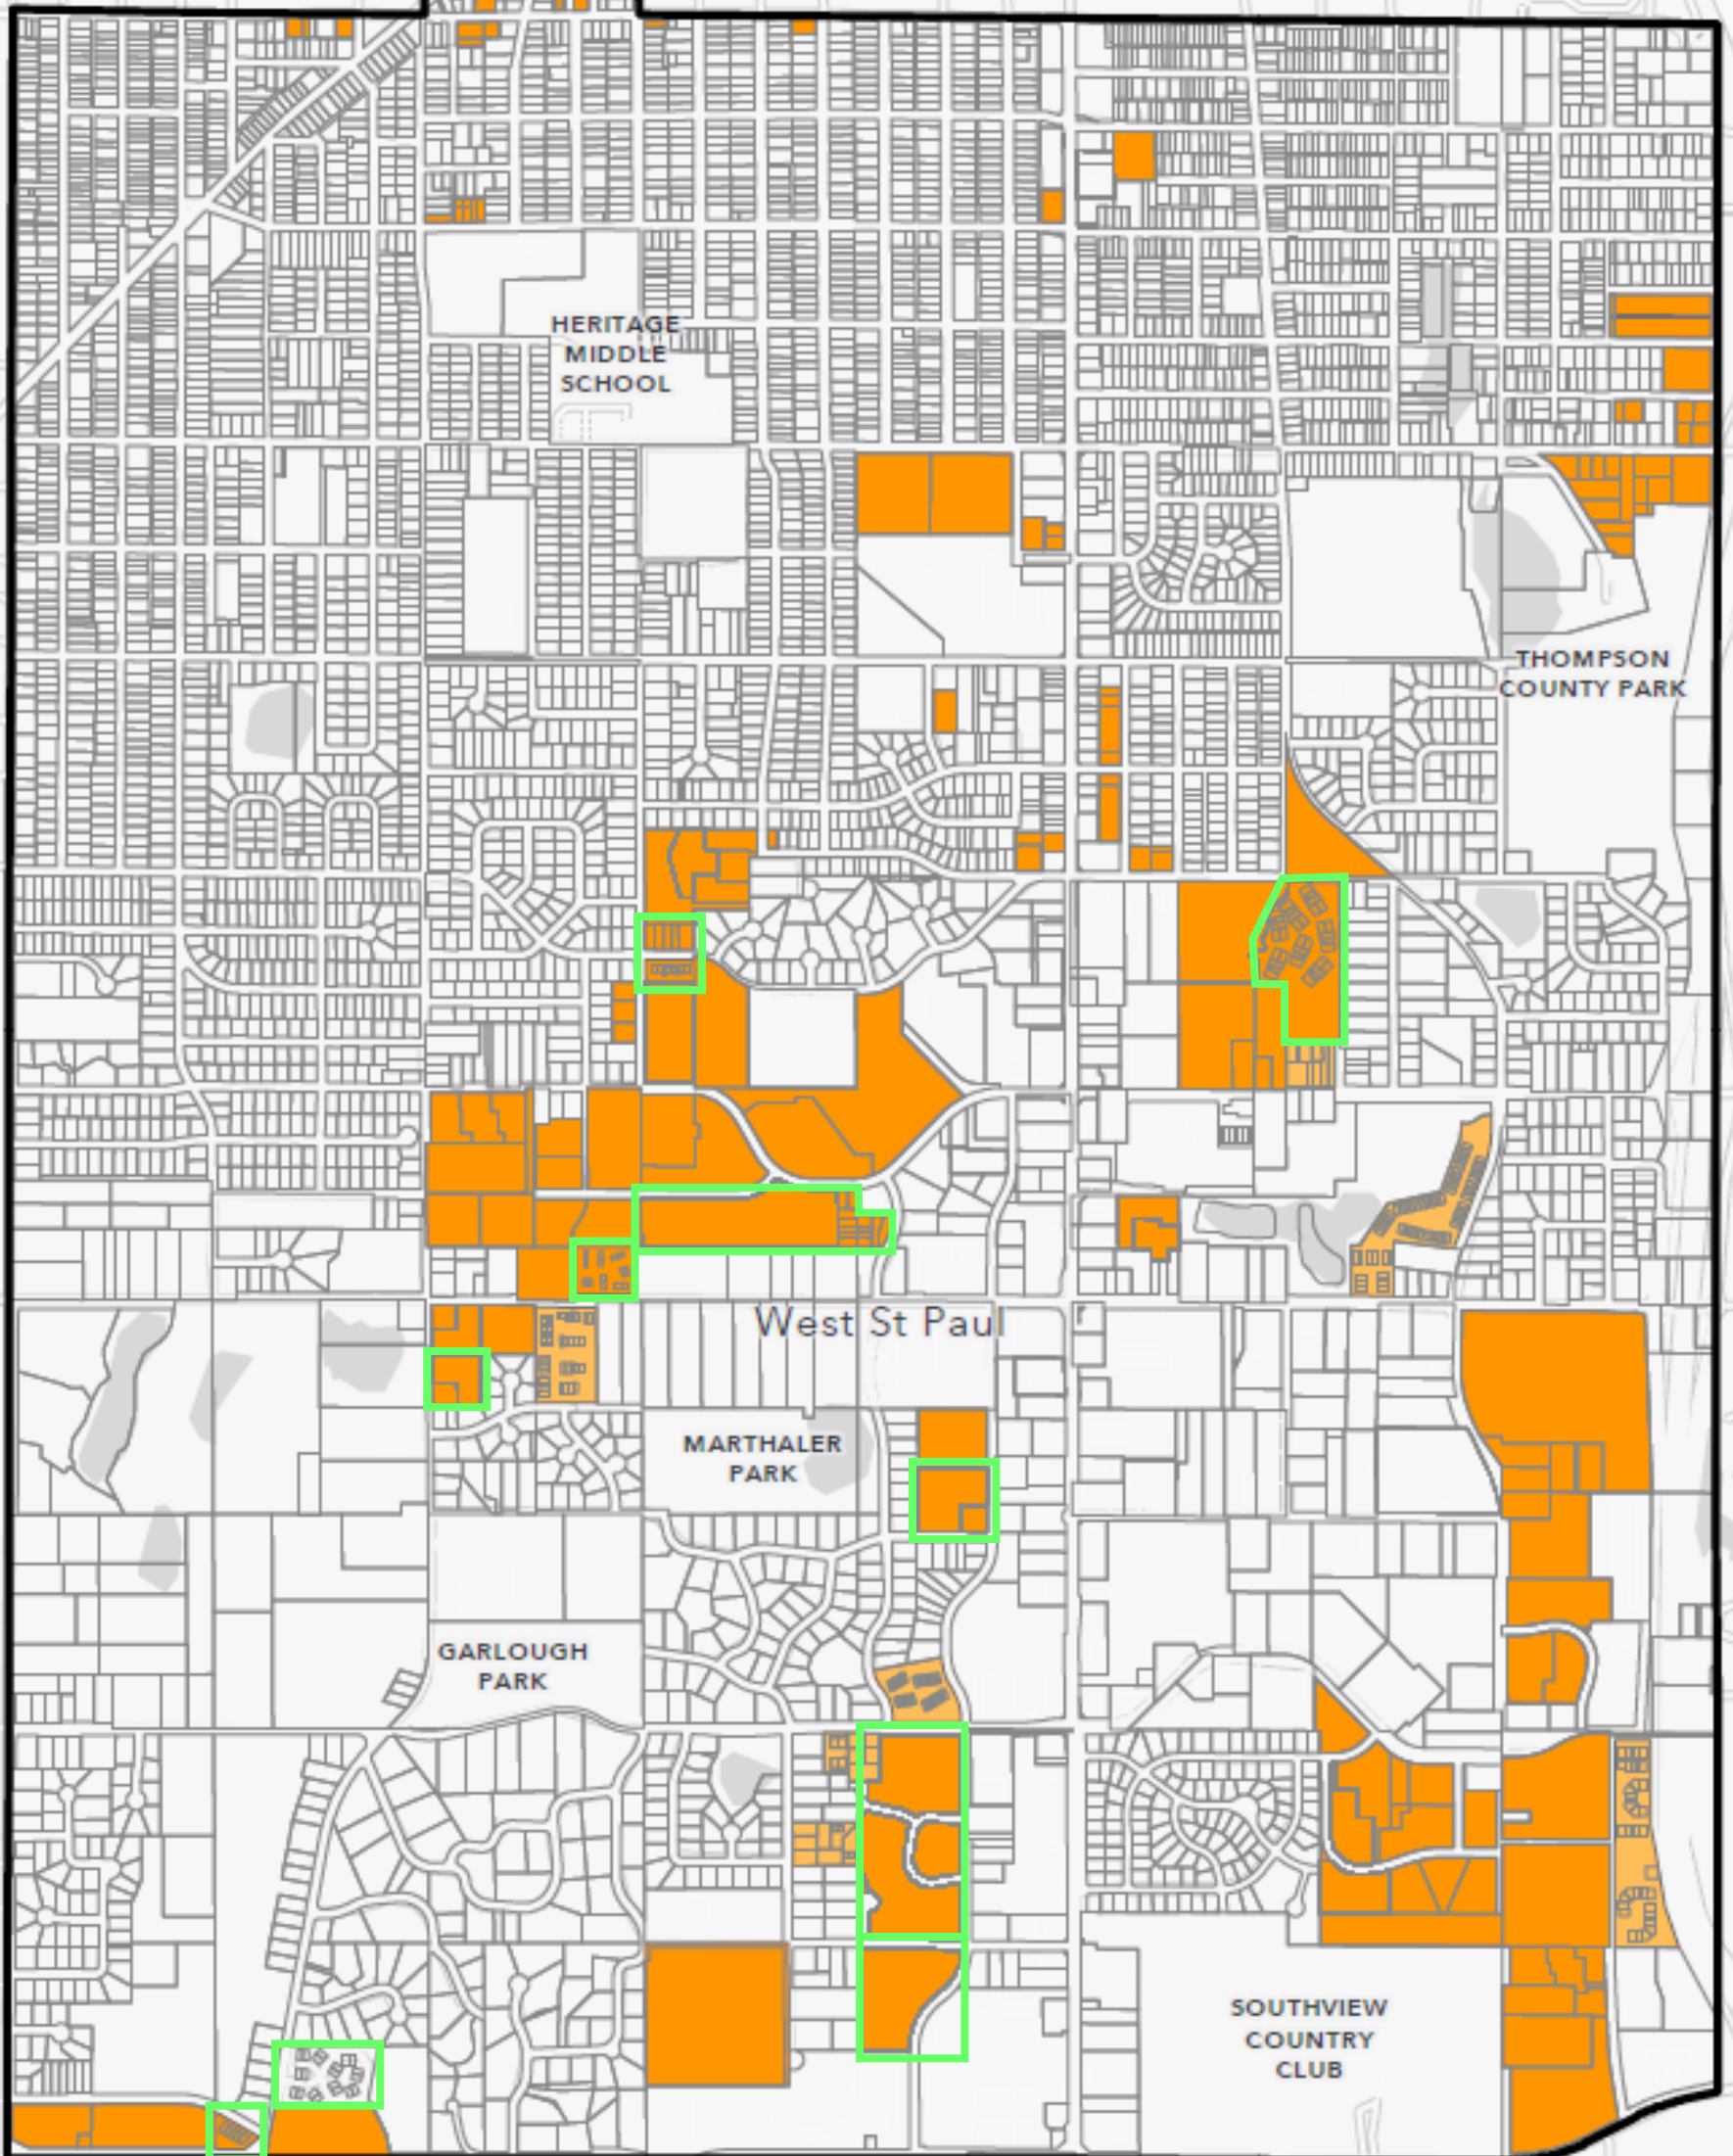 HERITAGE
MIDDLE
SCHOOL
THOMPSON
COUNTY PARK
West St Paul
MARTHALER
PARK
GARLOUGH
PARK
SOUTHVIEW
COUNTRY
CLUB